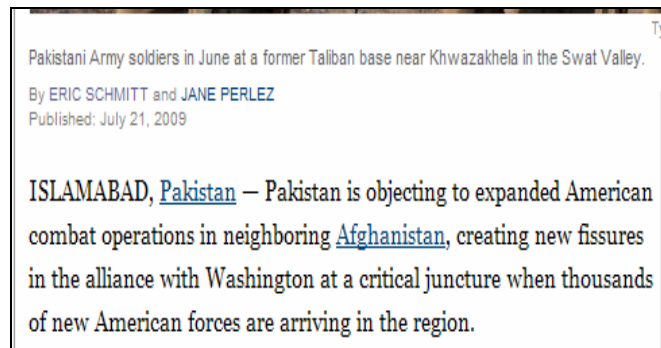 Pakistani Army soldiers in June at a former Taliban base near Khwazakhela in the Swat Valley.
By ERIC SCHMITT and JANE PERLEZ
Published: July 21, 2009
ISLAMABAD, Pakistan — Pakistan is objecting to expanded American
combat operations in neighboring Afghanistan, creating new fissures
in the alliance with Washington at a critical juncture when thousands
of new American forces are arriving in the region.